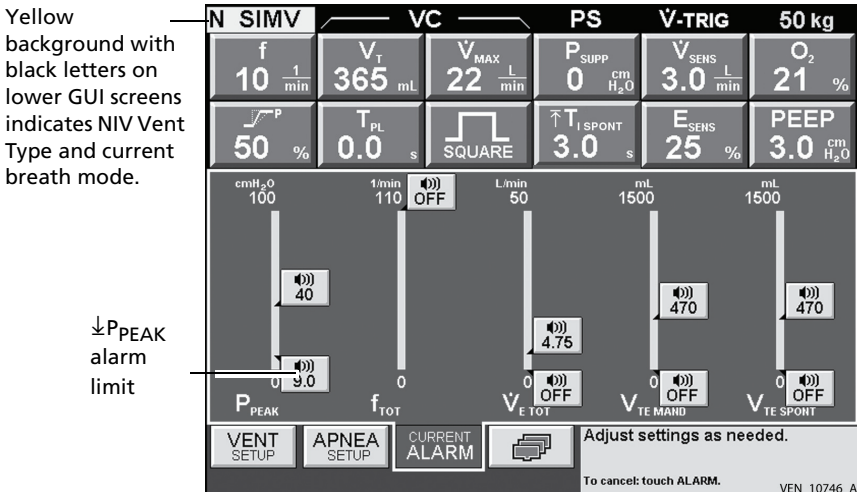 Yellow
background with
black letters on
lower GUI screens
indicates NIV Vent
Type and current
breath mode.
↓PPEAK
alarm
limit
N SIMV VC PS V̇-TRIG 50 kg
f VT V̇MAX PSUPP V̇SENS O2
10 1/min 365 mL 22 L/min 0 cmH2O 3.0 L/min 21 %
P TPL ↑TI SPONT ESENS PEEP
50 % 0.0 s SQUARE 3.0 s 25 % 3.0 cmH2O
cmH2O 1/min L/min mL mL
100 110 OFF 50 1500 1500
40 470 470
4.75
0 9.0 0 0 OFF 0 OFF 0 OFF
PPEAK fTOT V̇E TOT VTE MAND VTE SPONT
VENT SETUP
APNEA SETUP
CURRENT ALARM
Adjust settings as needed.
To cancel: touch ALARM.
VEN_10746_A